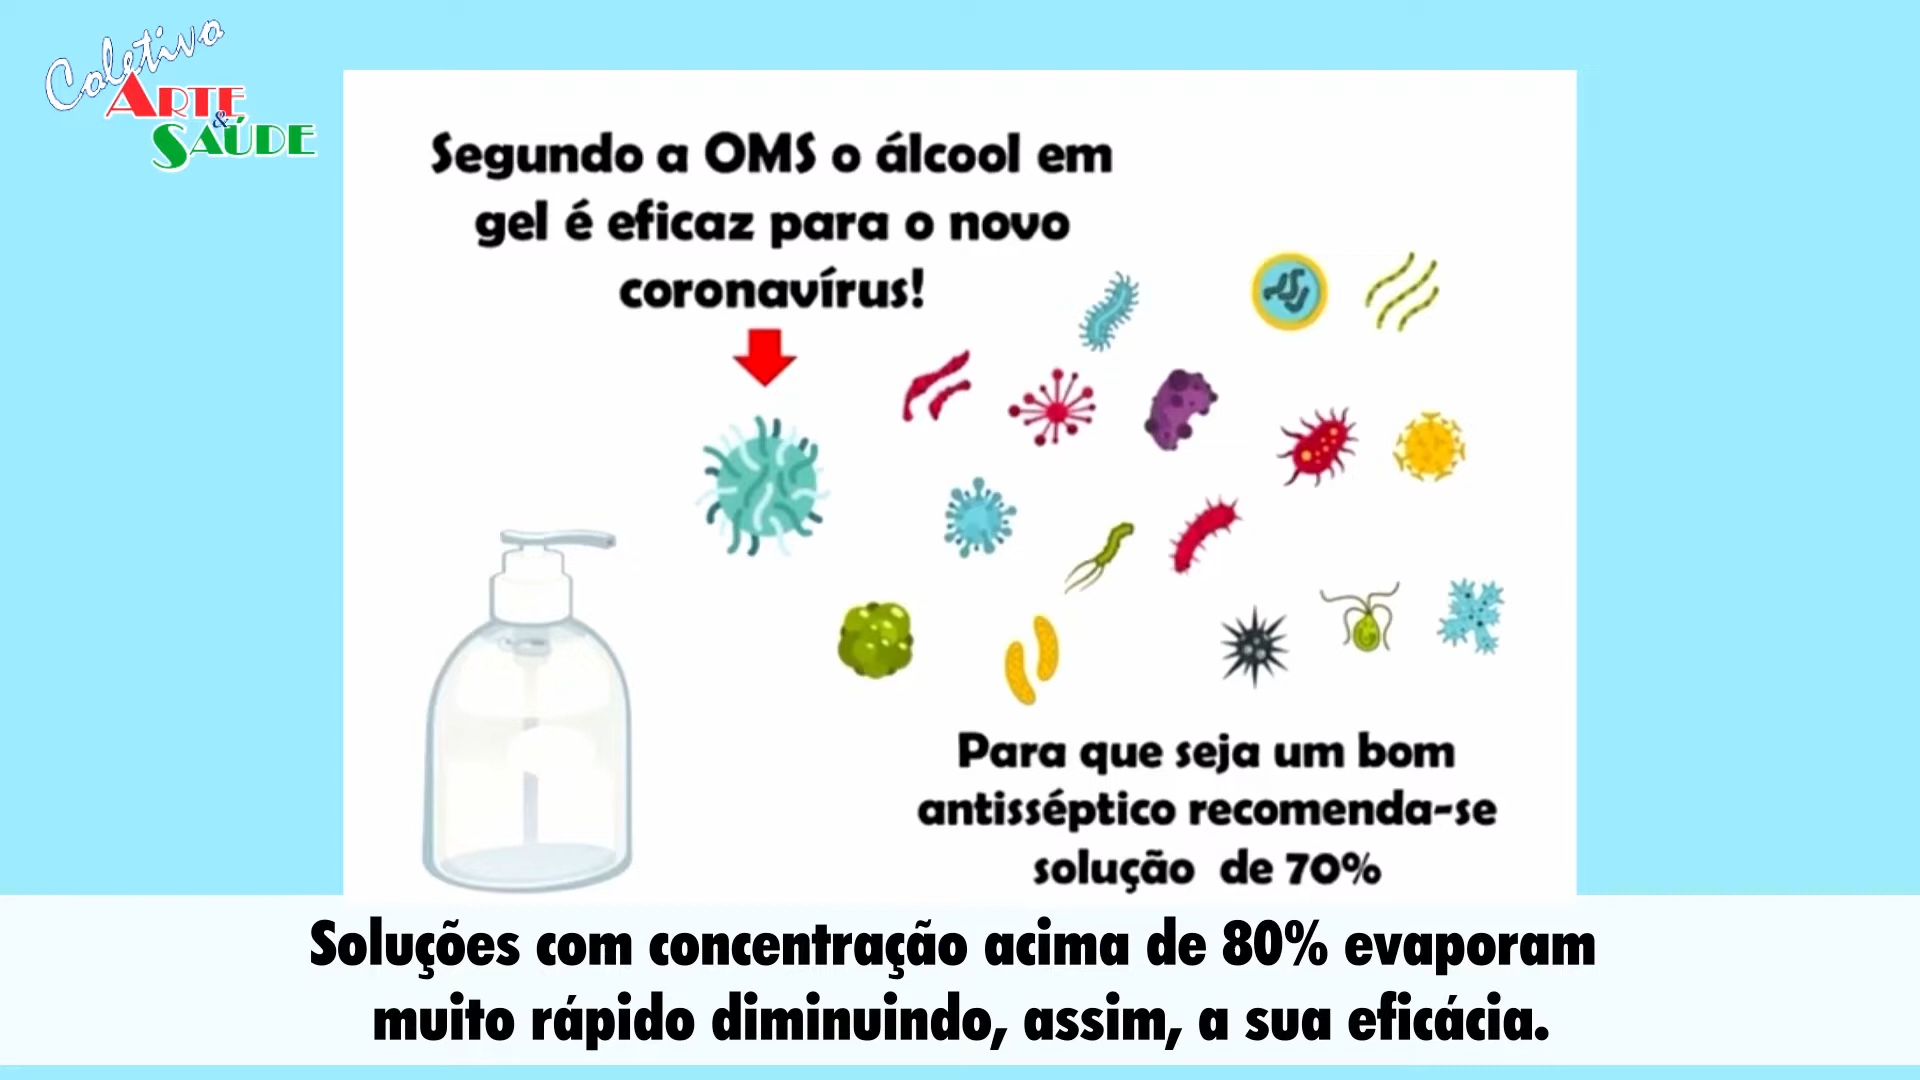 Coletivo
ARTE
&
SAÚDE
Segundo a OMS o álcool em
gel é eficaz para o novo
coronavírus!
Para que seja um bom
antisséptico recomenda-se
solução de 70%
Soluções com concentração acima de 80% evaporam
muito rápido diminuindo, assim, a sua eficácia.